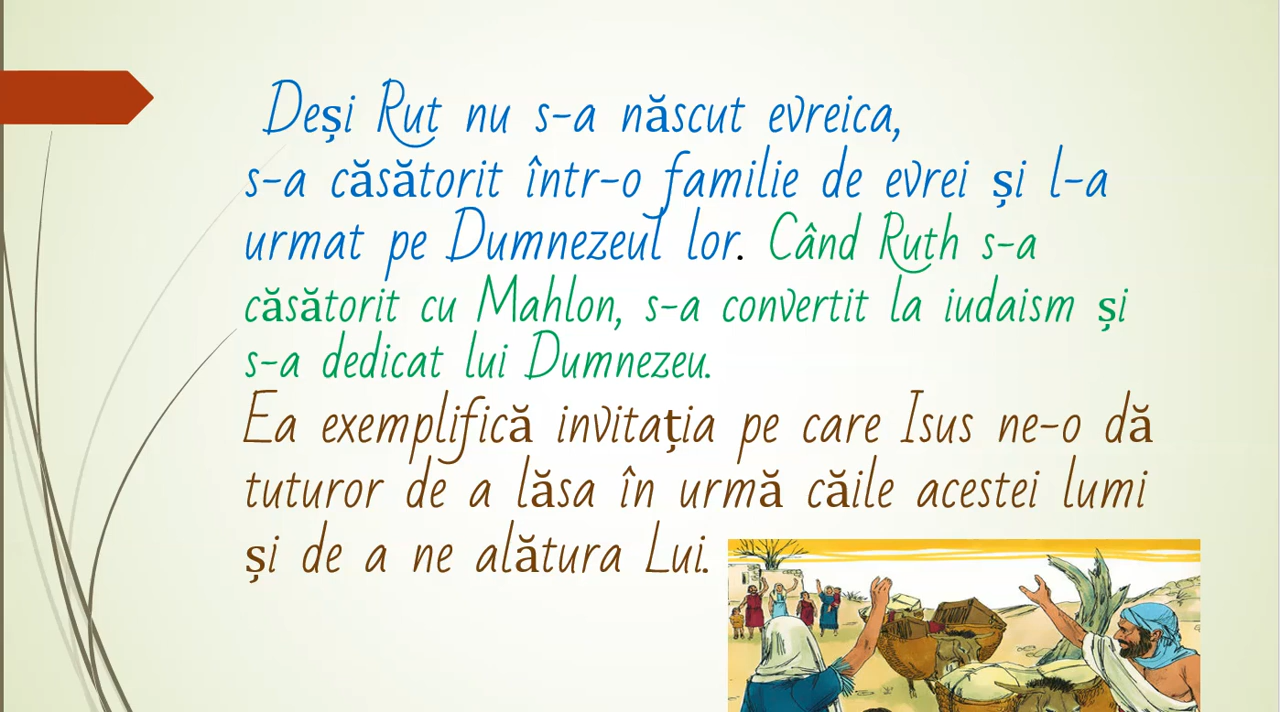 Deși Rut nu s-a născut evreica,
s-a căsătorit într-o familie de evrei și l-a
urmat pe Dumnezeul lor. Când Ruth s-a
căsătorit cu Mahlon, s-a convertit la iudaism și
s-a dedicat lui Dumnezeu.
Ea exemplifică invitația pe care Isus ne-o dă
tuturor de a lăsa în urmă căile acestei lumi
și de a ne alătura Lui.